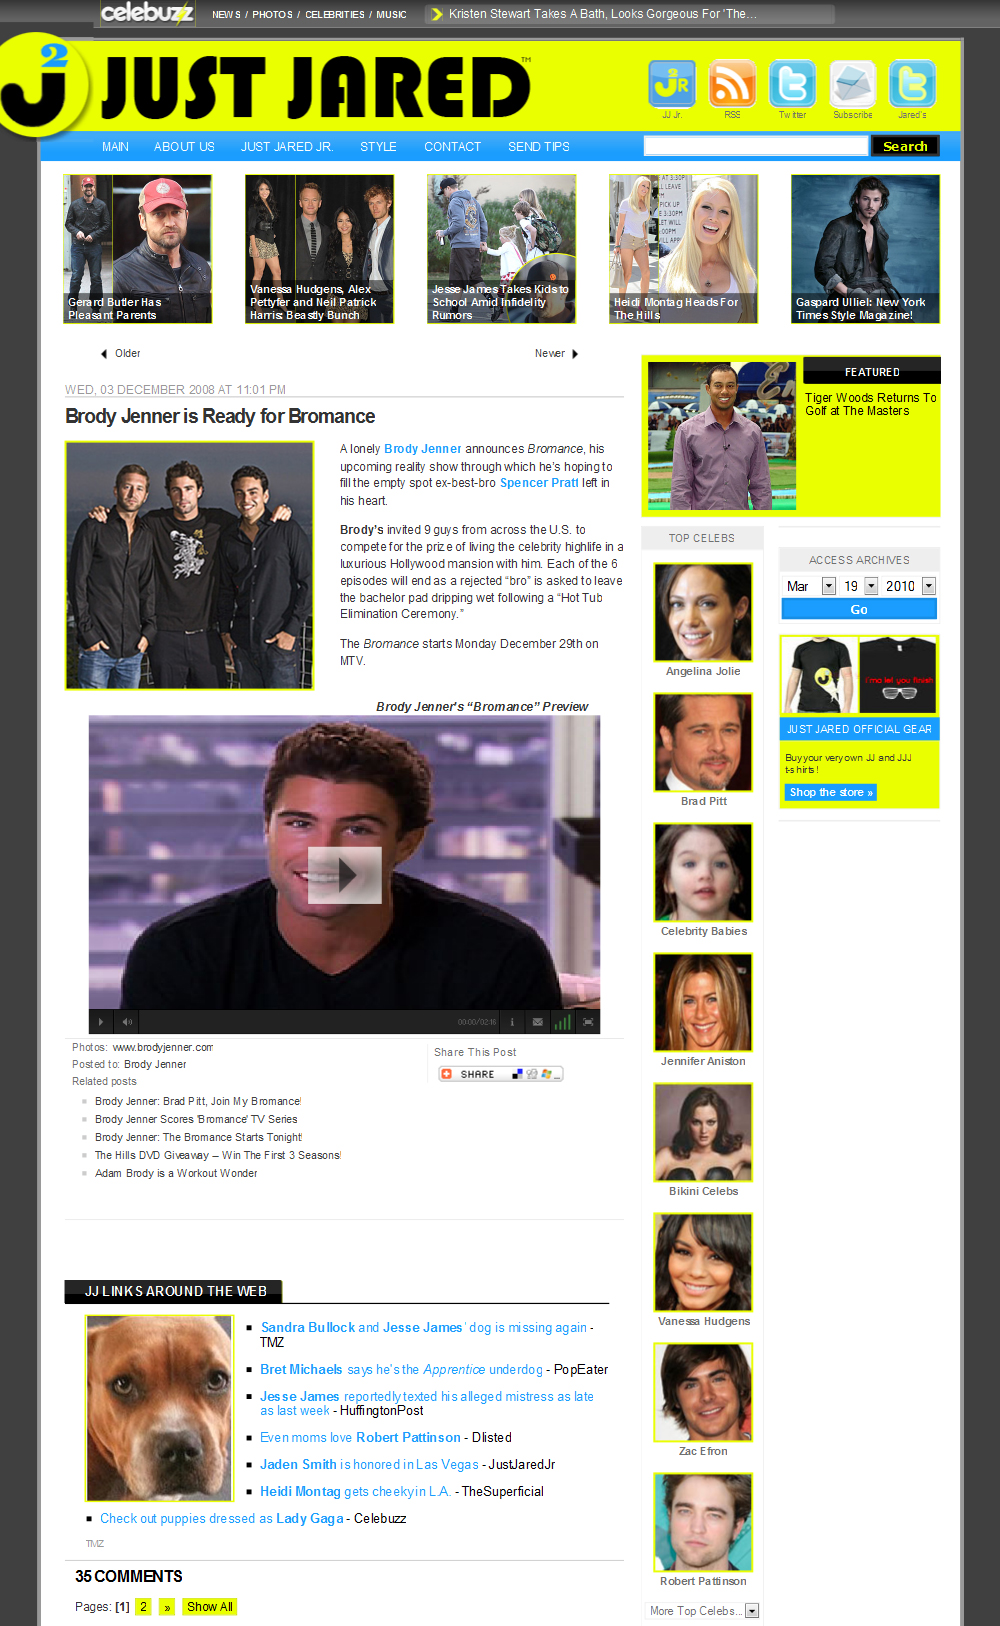 celebuzz
NEWS / PHOTOS / CELEBRITIES / MUSIC
Kristen Stewart Takes A Bath, Looks Gorgeous For 'The...
J2
JUST JARED™
J2R
JJ Jr.
RSS
Twitter
Subscribe
Jared's
MAIN
ABOUT US
JUST JARED JR.
STYLE
CONTACT
SEND TIPS
Search
Gerard Butler Has
Pleasant Parents
Vanessa Hudgens, Alex
Pettyfer and Neil Patrick
Harris: Beastly Bunch
Jesse James Takes Kids to
School Amid Infidelity
Rumors
Heidi Montag Heads For
The Hills
Gaspard Ulliel: New York
Times Style Magazine!
Older
Newer
WED, 03 DECEMBER 2008 AT 11:01 PM
Brody Jenner is Ready for Bromance
A lonely Brody Jenner announces Bromance, his
upcoming reality show through which he's hoping to
fill the empty spot ex-best-bro Spencer Pratt left in
his heart.
Brody's invited 9 guys from across the U.S. to
compete for the prize of living the celebrity highlife in a
luxurious Hollywood mansion with him. Each of the 6
episodes will end as a rejected “bro” is asked to leave
the bachelor pad dripping wet following a “Hot Tub
Elimination Ceremony.”
The Bromance starts Monday December 29th on
MTV.
Brody Jenner's “Bromance” Preview
00:00/02:16
Photos: www.brodyjenner.com
Posted to: Brody Jenner
Related posts
Brody Jenner: Brad Pitt, Join My Bromance!
Brody Jenner Scores 'Bromance' TV Series
Brody Jenner: The Bromance Starts Tonight!
The Hills DVD Giveaway – Win The First 3 Seasons!
Adam Brody is a Workout Wonder
Share This Post
SHARE
JJ LINKS AROUND THE WEB
Sandra Bullock and Jesse James' dog is missing again -
TMZ
Bret Michaels says he's the Apprentice underdog - PopEater
Jesse James reportedly texted his alleged mistress as late
as last week - HuffingtonPost
Even moms love Robert Pattinson - Dlisted
Jaden Smith is honored in Las Vegas - JustJaredJr
Heidi Montag gets cheeky in L.A. - TheSuperficial
Check out puppies dressed as Lady Gaga - Celebuzz
TMZ
35 COMMENTS
Pages: [1] 2 » Show All
FEATURED
Tiger Woods Returns To
Golf at The Masters
TOP CELEBS
Angelina Jolie
Brad Pitt
Celebrity Babies
Jennifer Aniston
Bikini Celebs
Vanessa Hudgens
Zac Efron
Robert Pattinson
More Top Celebs...
ACCESS ARCHIVES
Mar 19 2010
Go
i'ma let you finish
JUST JARED OFFICIAL GEAR
Buy your very own JJ and JJJ
t-shirts!
Shop the store »